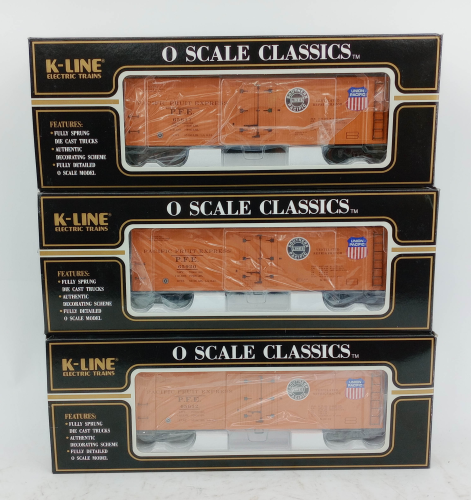 K-LINE®
ELECTRIC TRAINS
O SCALE CLASSICS™
FEATURES:
• FULLY SPRUNG
DIE CAST TRUCKS
• AUTHENTIC
DECORATING SCHEME
• FULLY DETAILED
O SCALE MODEL
P.F.E.
UNION
PACIFIC
K-LINE®
ELECTRIC TRAINS
O SCALE CLASSICS™
FEATURES:
• FULLY SPRUNG
DIE CAST TRUCKS
• AUTHENTIC
DECORATING SCHEME
• FULLY DETAILED
O SCALE MODEL
PACIFIC FRUIT EXPRESS
P.F.E.
UNION
PACIFIC
K-LINE®
ELECTRIC TRAINS
O SCALE CLASSICS™
FEATURES:
• FULLY SPRUNG
DIE CAST TRUCKS
• AUTHENTIC
DECORATING SCHEME
• FULLY DETAILED
O SCALE MODEL
P.F.E.
UNION
PACIFIC